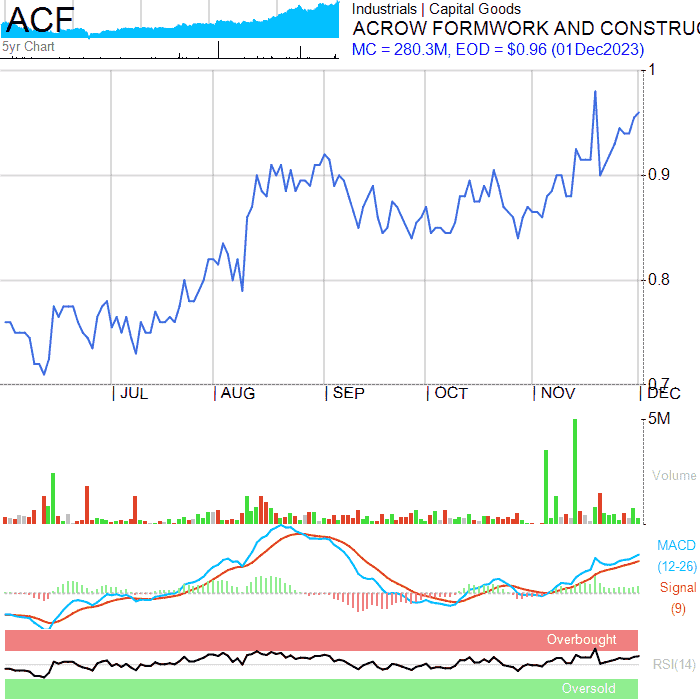 ACF
5yr Chart
Industrials | Capital Goods
ACROW FORMWORK AND CONSTRUC
MC = 280.3M, EOD = $0.96 (01Dec2023)
1
0.9
0.8
0.7
JUL AUG SEP OCT NOV DEC
5M
Volume
MACD
(12-26)
Signal
(9)
Overbought
RSI(14)
Oversold